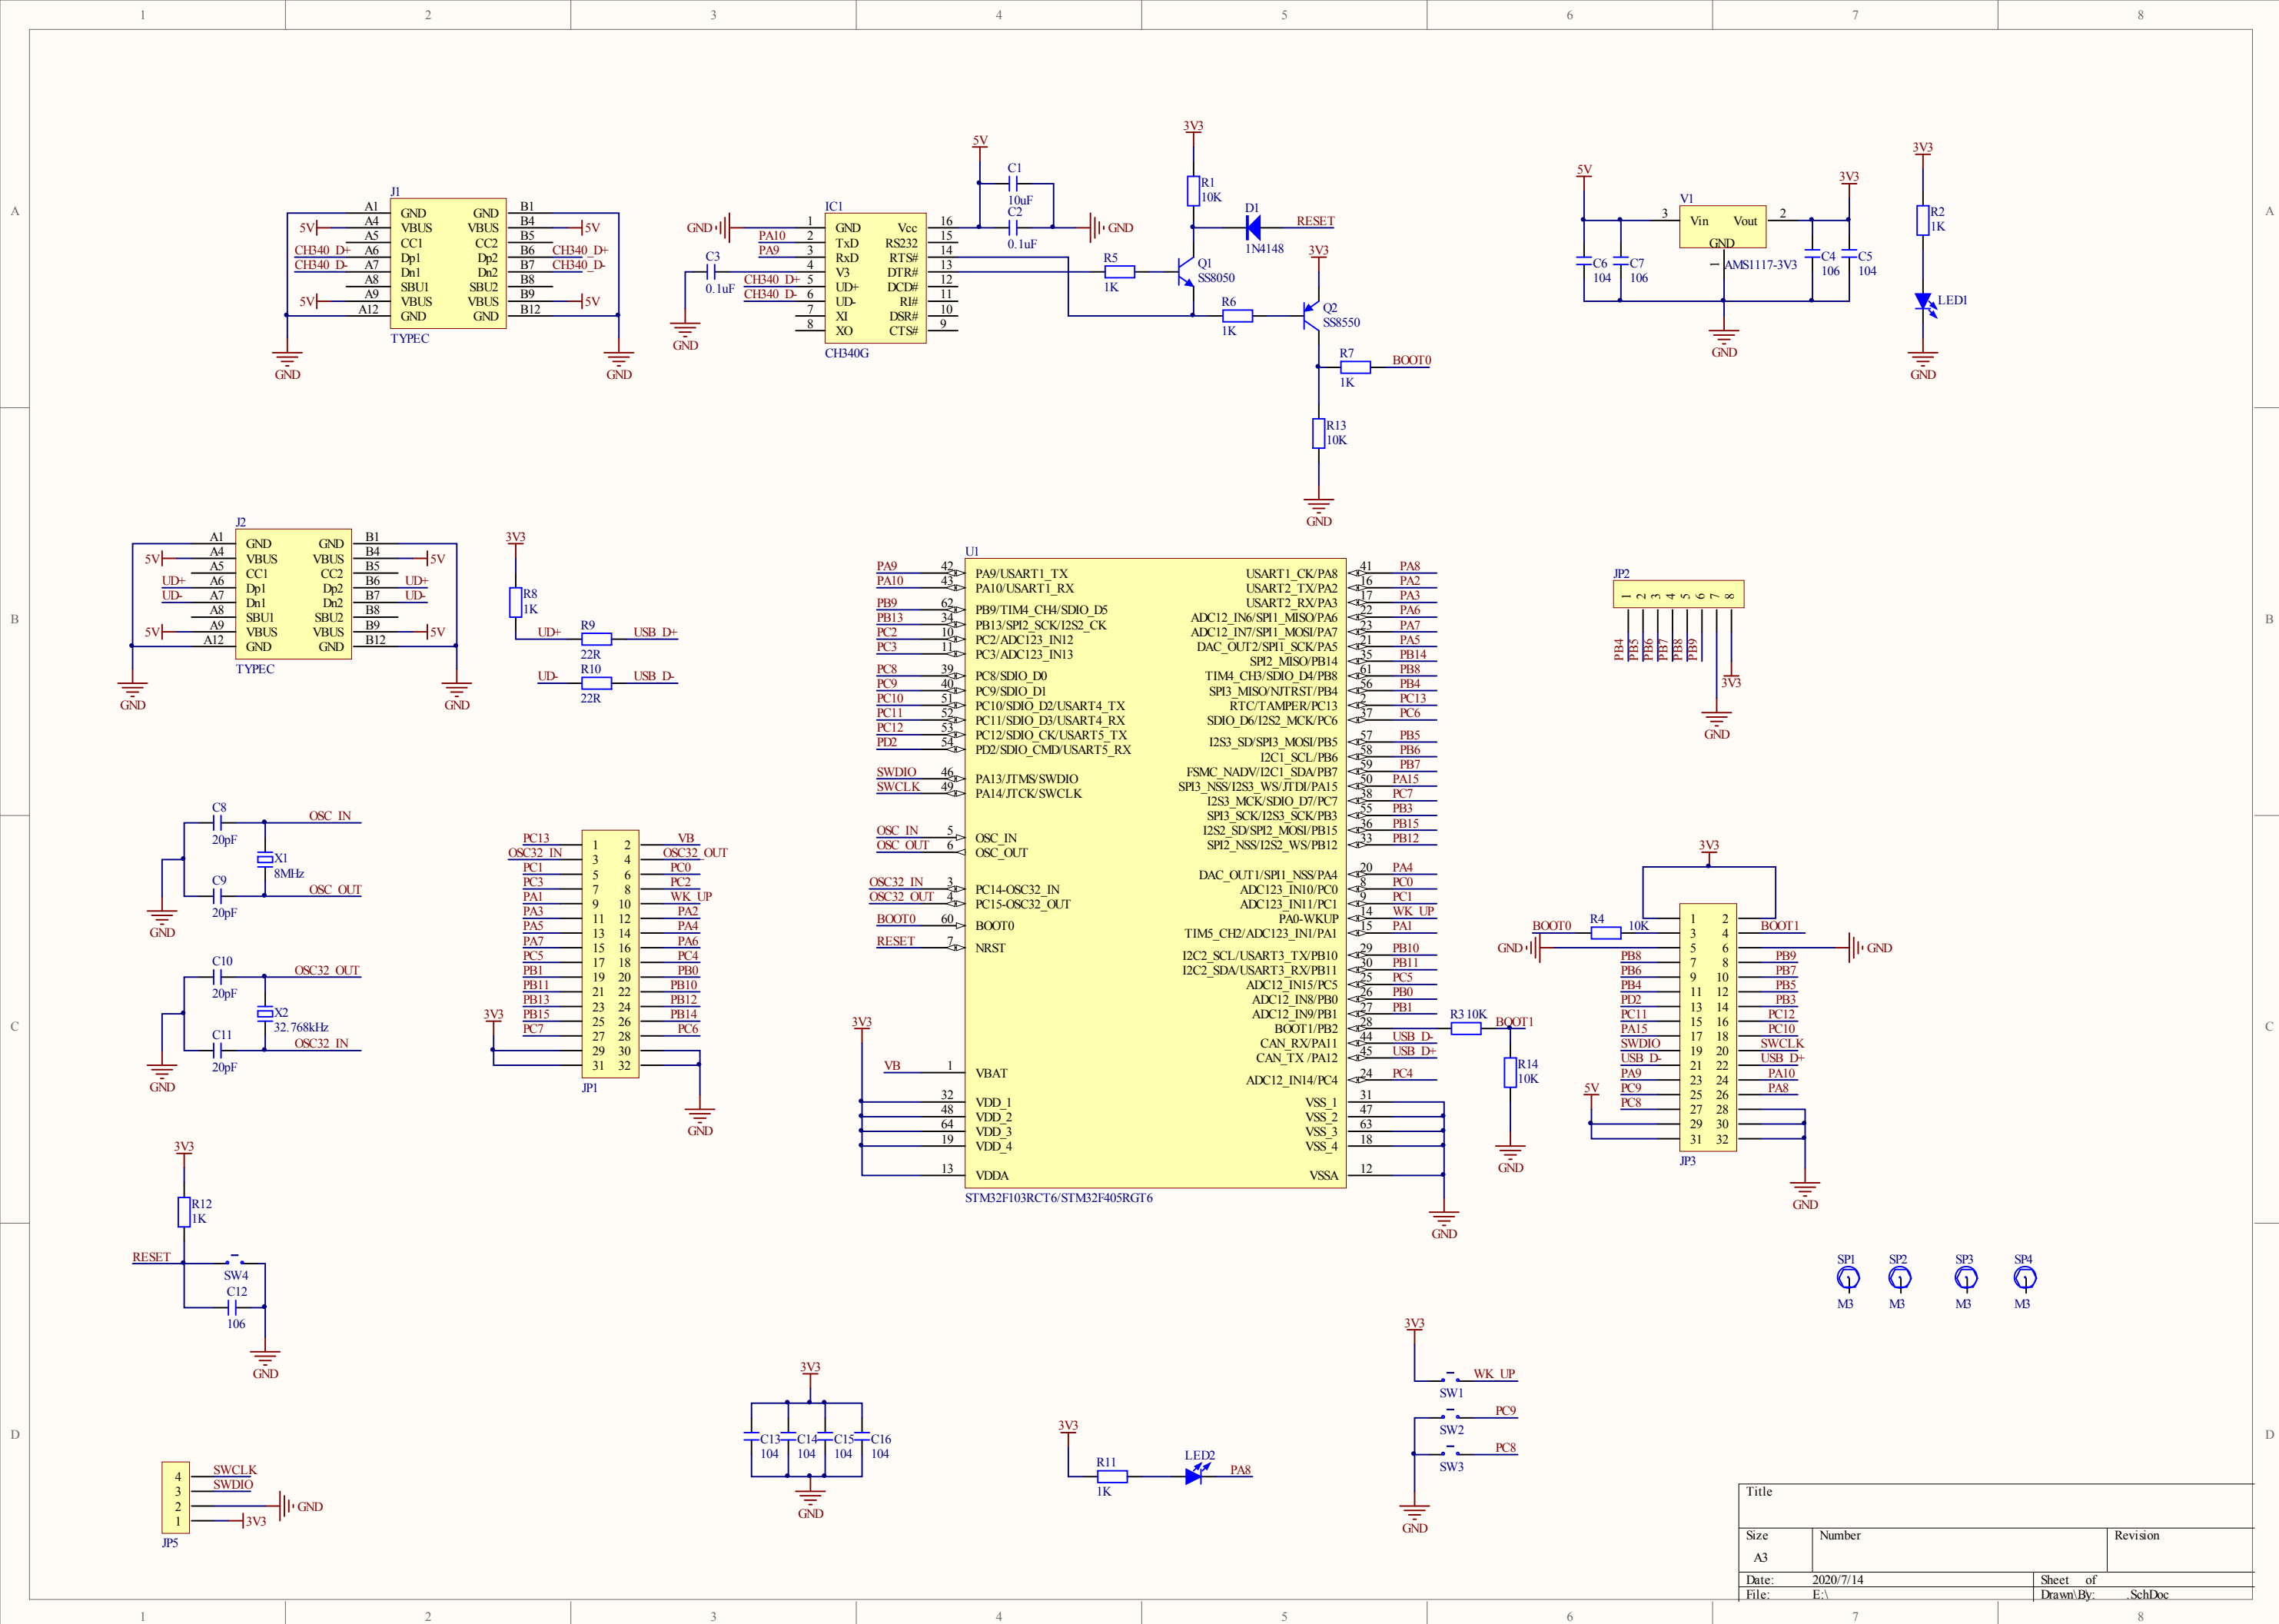 1 2 3 4 5 6 7 8
A
A
B
B
C
C
D
D
1 2 3 4 5 6 7 8
J1
A1 GND GND B1
5V A4 VBUS VBUS B4 5V
A5 CC1 CC2 B5
CH340_D+ A6 Dp1 Dp2 B6 CH340_D+
CH340_D- A7 Dn1 Dn2 B7 CH340_D-
A8 SBU1 SBU2 B8
5V A9 VBUS VBUS B9 5V
A12 GND GND B12
TYPEC
GND
GND
IC1
GND 1 GND Vcc 16
PA10 2 TxD RS232 15
PA9 3 RxD RTS# 14
4 V3 DTR# 13
CH340_D+ 5 UD+ DCD# 12
CH340_D- 6 UD- RI# 11
7 XI DSR# 10
8 XO CTS# 9
CH340G
C3
0.1uF
GND
5V
C1
10uF
C2
0.1uF
GND
3V3
R1
10K
D1
1N4148
RESET
R5
1K
Q1
SS8050
R6
1K
3V3
Q2
SS8550
R7
1K
BOOT0
R13
10K
GND
5V
V1
3 Vin Vout 2
GND
1
AMS1117-3V3
3V3
C6
104
C7
106
C4
106
C5
104
GND
3V3
R2
1K
LED1
GND
J2
A1 GND GND B1
5V A4 VBUS VBUS B4 5V
A5 CC1 CC2 B5
UD+ A6 Dp1 Dp2 B6 UD+
UD- A7 Dn1 Dn2 B7 UD-
A8 SBU1 SBU2 B8
5V A9 VBUS VBUS B9 5V
A12 GND GND B12
TYPEC
GND
GND
3V3
R8
1K
UD+ R9 USB_D+
22R
UD- R10 USB_D-
22R
U1
PA9 42 PA9/USART1_TX
PA10 43 PA10/USART1_RX
PB9 62 PB9/TIM4_CH4/SDIO_D5
PB13 34 PB13/SPI2_SCK/I2S2_CK
PC2 10 PC2/ADC123_IN12
PC3 11 PC3/ADC123_IN13
PC8 39 PC8/SDIO_D0
PC9 40 PC9/SDIO_D1
PC10 51 PC10/SDIO_D2/USART4_TX
PC11 52 PC11/SDIO_D3/USART4_RX
PC12 53 PC12/SDIO_CK/USART5_TX
PD2 54 PD2/SDIO_CMD/USART5_RX
SWDIO 46 PA13/JTMS/SWDIO
SWCLK 49 PA14/JTCK/SWCLK
OSC_IN 5 OSC_IN
OSC_OUT 6 OSC_OUT
OSC32_IN 3 PC14-OSC32_IN
OSC32_OUT 4 PC15-OSC32_OUT
BOOT0 60 BOOT0
RESET 7 NRST
3V3
VB 1 VBAT
32 VDD_1
48 VDD_2
64 VDD_3
19 VDD_4
13 VDDA
USART1_CK/PA8 41 PA8
USART2_TX/PA2 16 PA2
USART2_RX/PA3 17 PA3
ADC12_IN6/SPI1_MISO/PA6 22 PA6
ADC12_IN7/SPI1_MOSI/PA7 23 PA7
DAC_OUT2/SPI1_SCK/PA5 21 PA5
SPI2_MISO/PB14 35 PB14
TIM4_CH3/SDIO_D4/PB8 61 PB8
SPI3_MISO/NJTRST/PB4 56 PB4
RTC/TAMPER/PC13 2 PC13
SDIO_D6/I2S2_MCK/PC6 37 PC6
I2S3_SD/SPI3_MOSI/PB5 57 PB5
I2C1_SCL/PB6 58 PB6
FSMC_NADV/I2C1_SDA/PB7 59 PB7
SPI3_NSS/I2S3_WS/JTDI/PA15 50 PA15
I2S3_MCK/SDIO_D7/PC7 38 PC7
SPI3_SCK/I2S3_SCK/PB3 55 PB3
I2S2_SD/SPI2_MOSI/PB15 36 PB15
SPI2_NSS/I2S2_WS/PB12 33 PB12
DAC_OUT1/SPI1_NSS/PA4 20 PA4
ADC123_IN10/PC0 8 PC0
ADC123_IN11/PC1 9 PC1
PA0-WKUP 14 WK_UP
TIM5_CH2/ADC123_IN1/PA1 15 PA1
I2C2_SCL/USART3_TX/PB10 29 PB10
I2C2_SDA/USART3_RX/PB11 30 PB11
ADC12_IN15/PC5 25 PC5
ADC12_IN8/PB0 26 PB0
ADC12_IN9/PB1 27 PB1
BOOT1/PB2 28
CAN_RX/PA11 44 USB_D-
CAN_TX /PA12 45 USB_D+
ADC12_IN14/PC4 24 PC4
VSS_1 31
VSS_2 47
VSS_3 63
VSS_4 18
VSSA 12
STM32F103RCT6/STM32F405RGT6
GND
R3 10K BOOT1
R14
10K
GND
JP2
1 2 3 4 5 6 7 8
PB4 PB5 PB6 PB7 PB8 PB9
3V3
GND
C8
20pF
OSC_IN
X1
8MHz
C9
20pF
OSC_OUT
GND
C10
20pF
OSC32_OUT
X2
32.768kHz
C11
20pF
OSC32_IN
GND
PC13 1 2 VB
OSC32_IN 3 4 OSC32_OUT
PC1 5 6 PC0
PC3 7 8 PC2
PA1 9 10 WK_UP
PA3 11 12 PA2
PA5 13 14 PA4
PA7 15 16 PA6
PC5 17 18 PC4
PB1 19 20 PB0
PB11 21 22 PB10
PB13 23 24 PB12
PB15 25 26 PB14
PC7 27 28 PC6
3V3
29 30
31 32
JP1
GND
3V3
1 2
BOOT0 R4 10K 3 4 BOOT1
GND 5 6 GND
PB8 7 8 PB9
PB6 9 10 PB7
PB4 11 12 PB5
PD2 13 14 PB3
PC11 15 16 PC12
PA15 17 18 PC10
SWDIO 19 20 SWCLK
USB_D- 21 22 USB_D+
PA9 23 24 PA10
PC9 25 26 PA8
PC8 27 28
5V
29 30
31 32
JP3
GND
3V3
R12
1K
RESET
SW4
C12
106
GND
SP1 SP2 SP3 SP4
M3 M3 M3 M3
3V3
C13 C14 C15 C16
104 104 104 104
GND
3V3
R11
1K
LED2
PA8
3V3
WK_UP
SW1
PC9
SW2
PC8
SW3
GND
4 SWCLK
3 SWDIO
2 GND
1 3V3
JP5
Title
Size Number Revision
A3
Date: 2020/7/14 Sheet of
File: E:\ Drawn By: .SchDoc